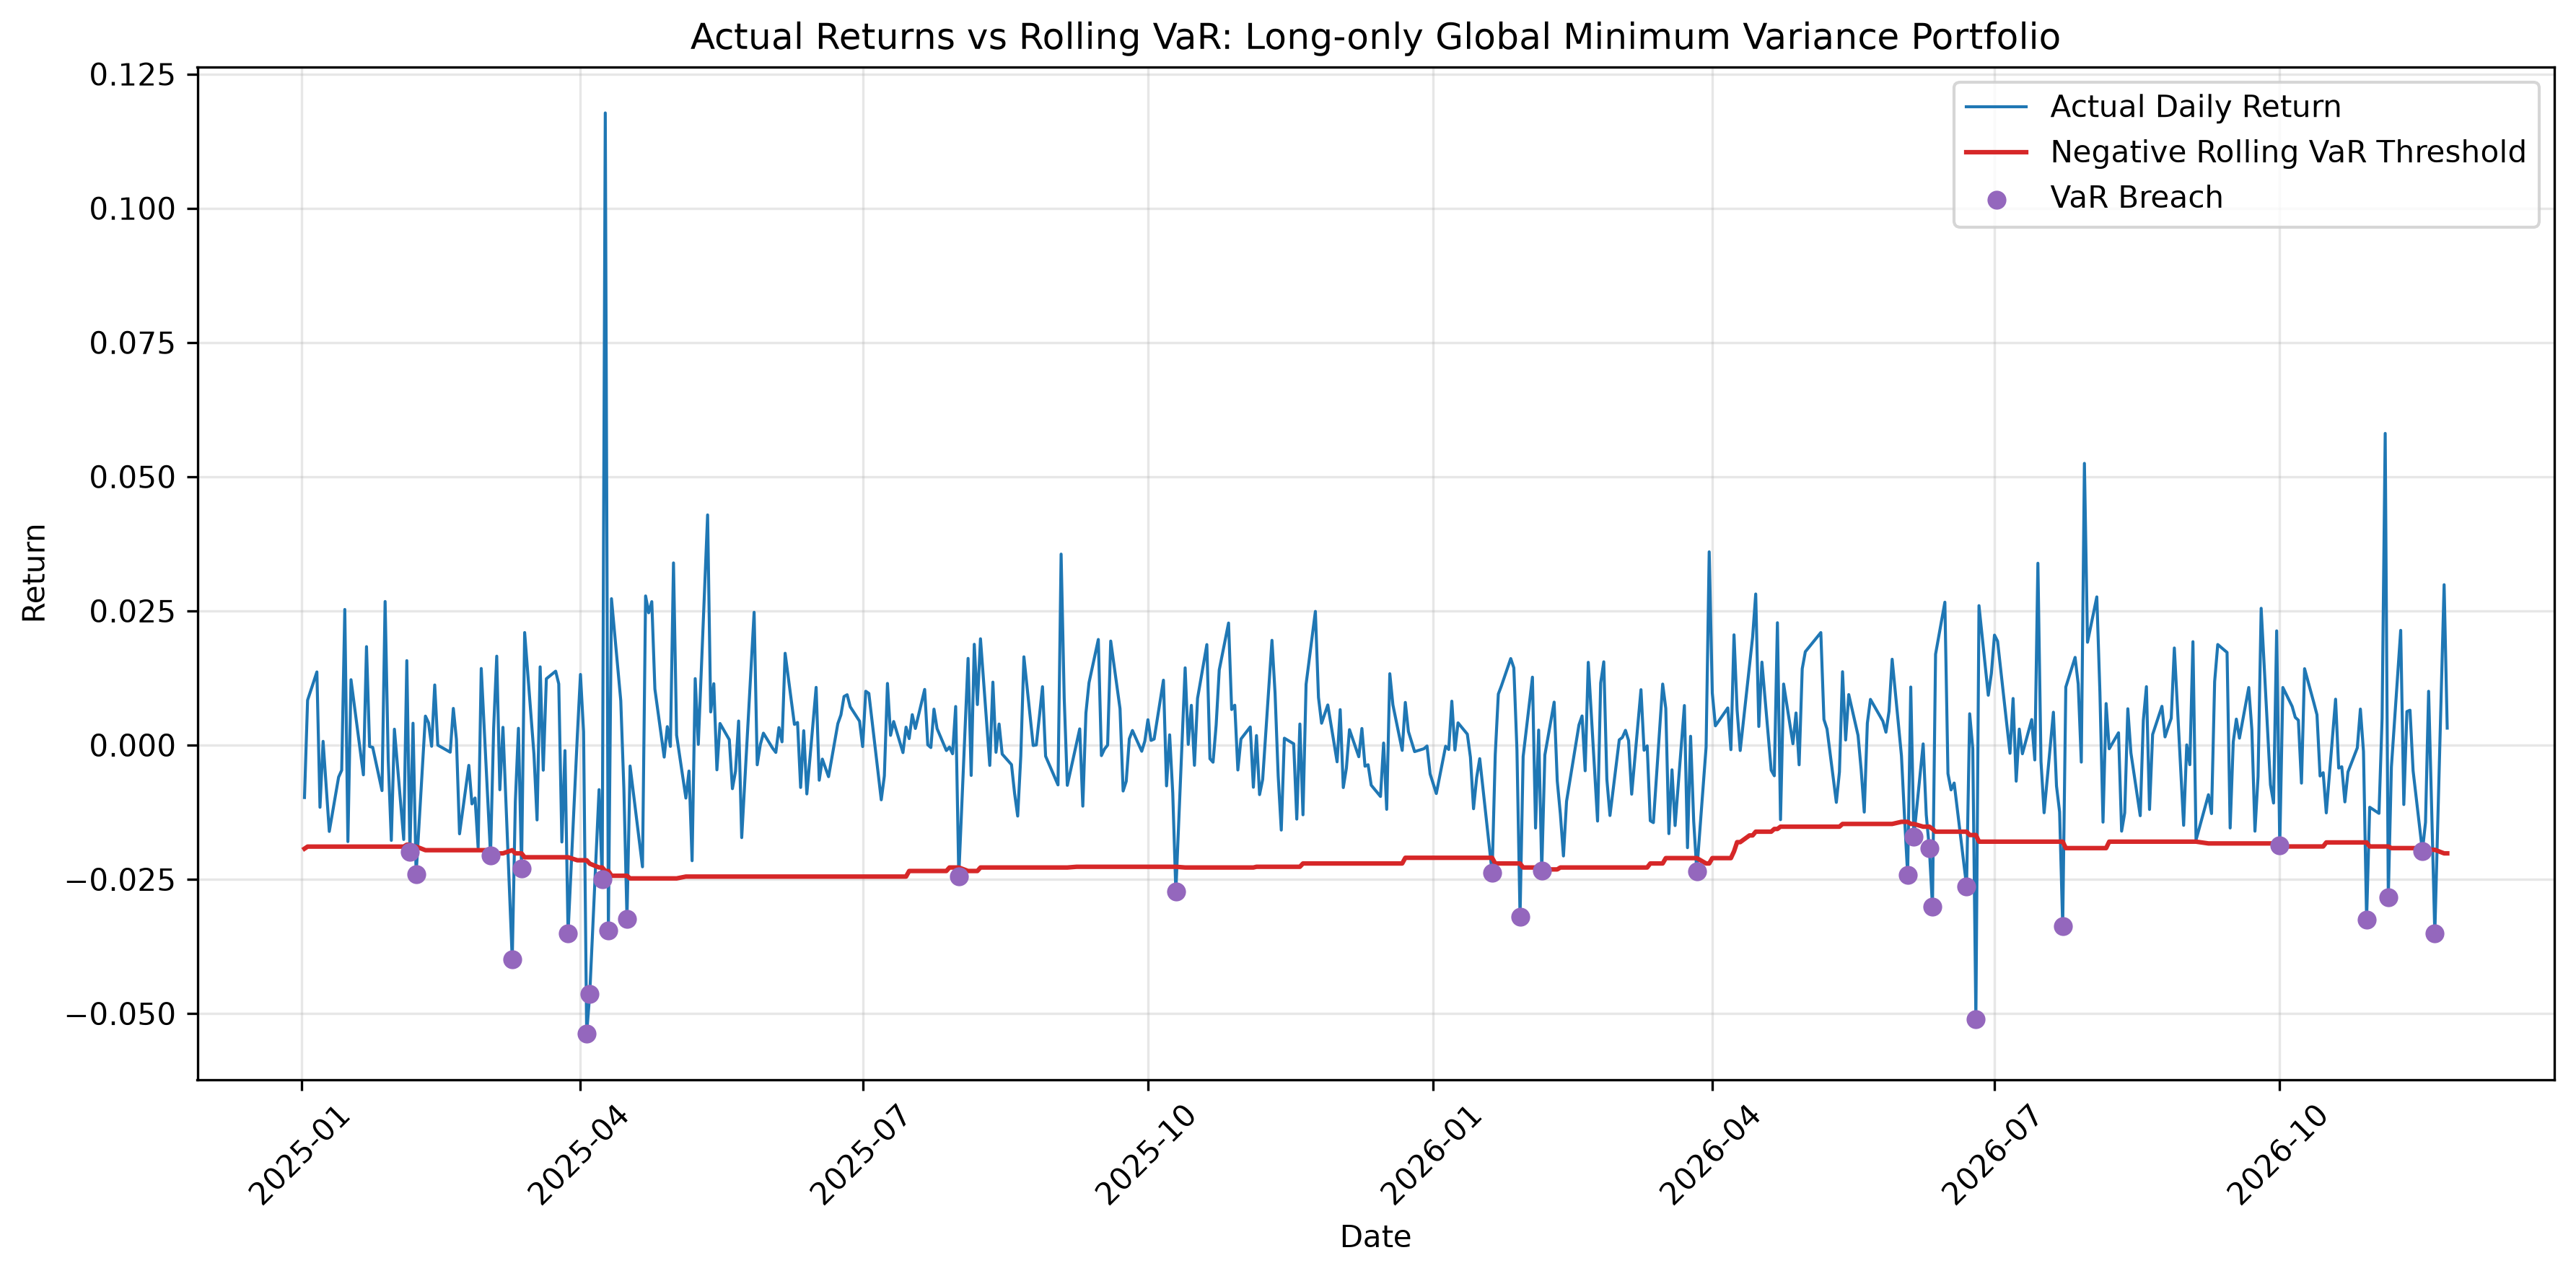 Actual Returns vs Rolling VaR: Long-only Global Minimum Variance Portfolio
0.125
0.100
0.075
0.050
0.025
0.000
−0.025
−0.050
Return
Actual Daily Return
Negative Rolling VaR Threshold
VaR Breach
2025-01
2025-04
2025-07
2025-10
2026-01
2026-04
2026-07
2026-10
Date